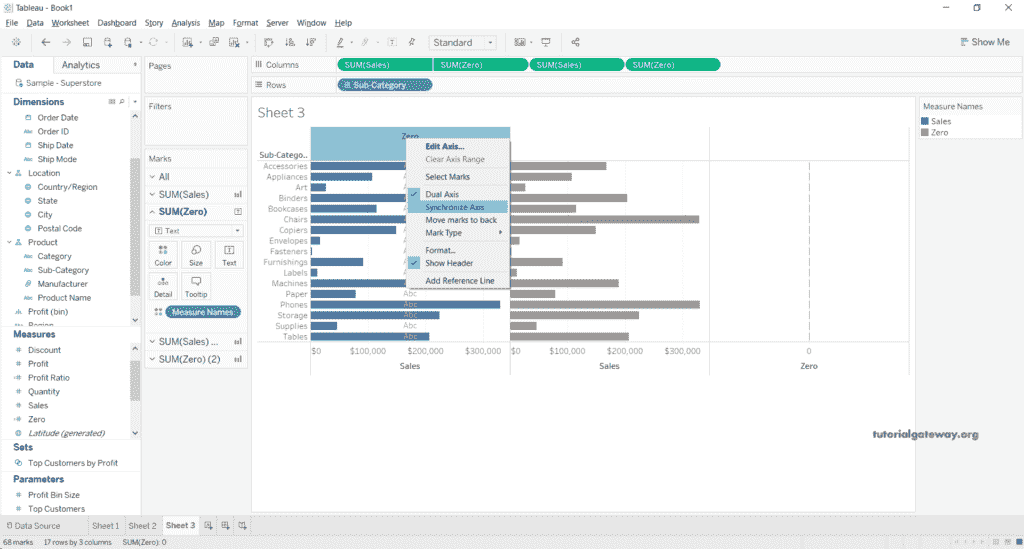 Tableau - Book1
File Data Worksheet Dashboard Story Analysis Map Format Server Window Help
Standard
Show Me
Data Analytics
Sample - Superstore
Dimensions
Order Date
Order ID
Ship Date
Ship Mode
Location
Country/Region
State
City
Postal Code
Product
Category
Sub-Category
Manufacturer
Product Name
Profit (bin)
Region
Measures
Discount
Profit
Profit Ratio
Quantity
Sales
Zero
Latitude (generated)
Sets
Top Customers by Profit
Parameters
Profit Bin Size
Top Customers
Pages
Filters
Marks
All
SUM(Sales)
SUM(Zero)
Text
Color Size Text
Detail Tooltip
Measure Names
SUM(Sales) ...
SUM(Zero) (2)
Columns SUM(Sales) SUM(Zero) SUM(Sales) SUM(Zero)
Rows Sub-Category
Sheet 3
Zero
Sub-Catego..
Accessories
Appliances
Art
Binders
Bookcases
Chairs
Copiers
Envelopes
Fasteners
Furnishings
Labels
Machines
Paper Abc
Phones Abc
Storage Abc
Supplies Abc
Tables Abc
Edit Axis...
Clear Axis Range
Select Marks
Dual Axis
Synchronize Axis
Move marks to back
Mark Type
Format...
Show Header
Add Reference Line
$0 $100,000 $200,000 $300,000 $0 $100,000 $200,000 $300,000 0
Sales Sales Zero
Measure Names
Sales
Zero
tutorialgateway.org
Data Source Sheet 1 Sheet 2 Sheet 3
68 marks 17 rows by 3 columns SUM(Zero): 0